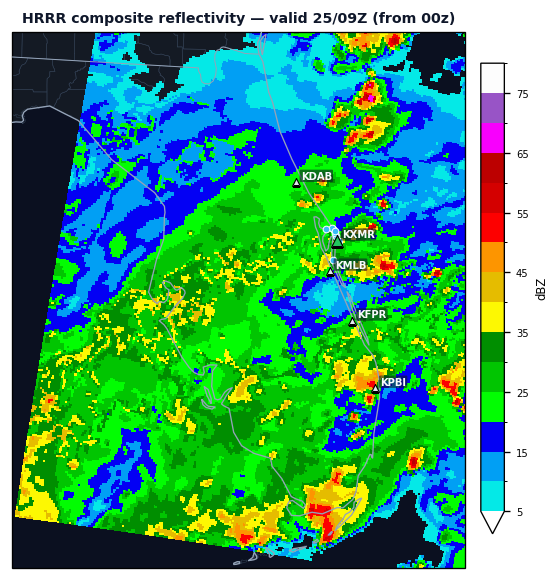 HRRR composite reflectivity — valid 25/09Z (from 00z)
KDAB
KXMR
KMLB
KFPR
KPBI
75
65
55
45
35
25
15
5
dBZ